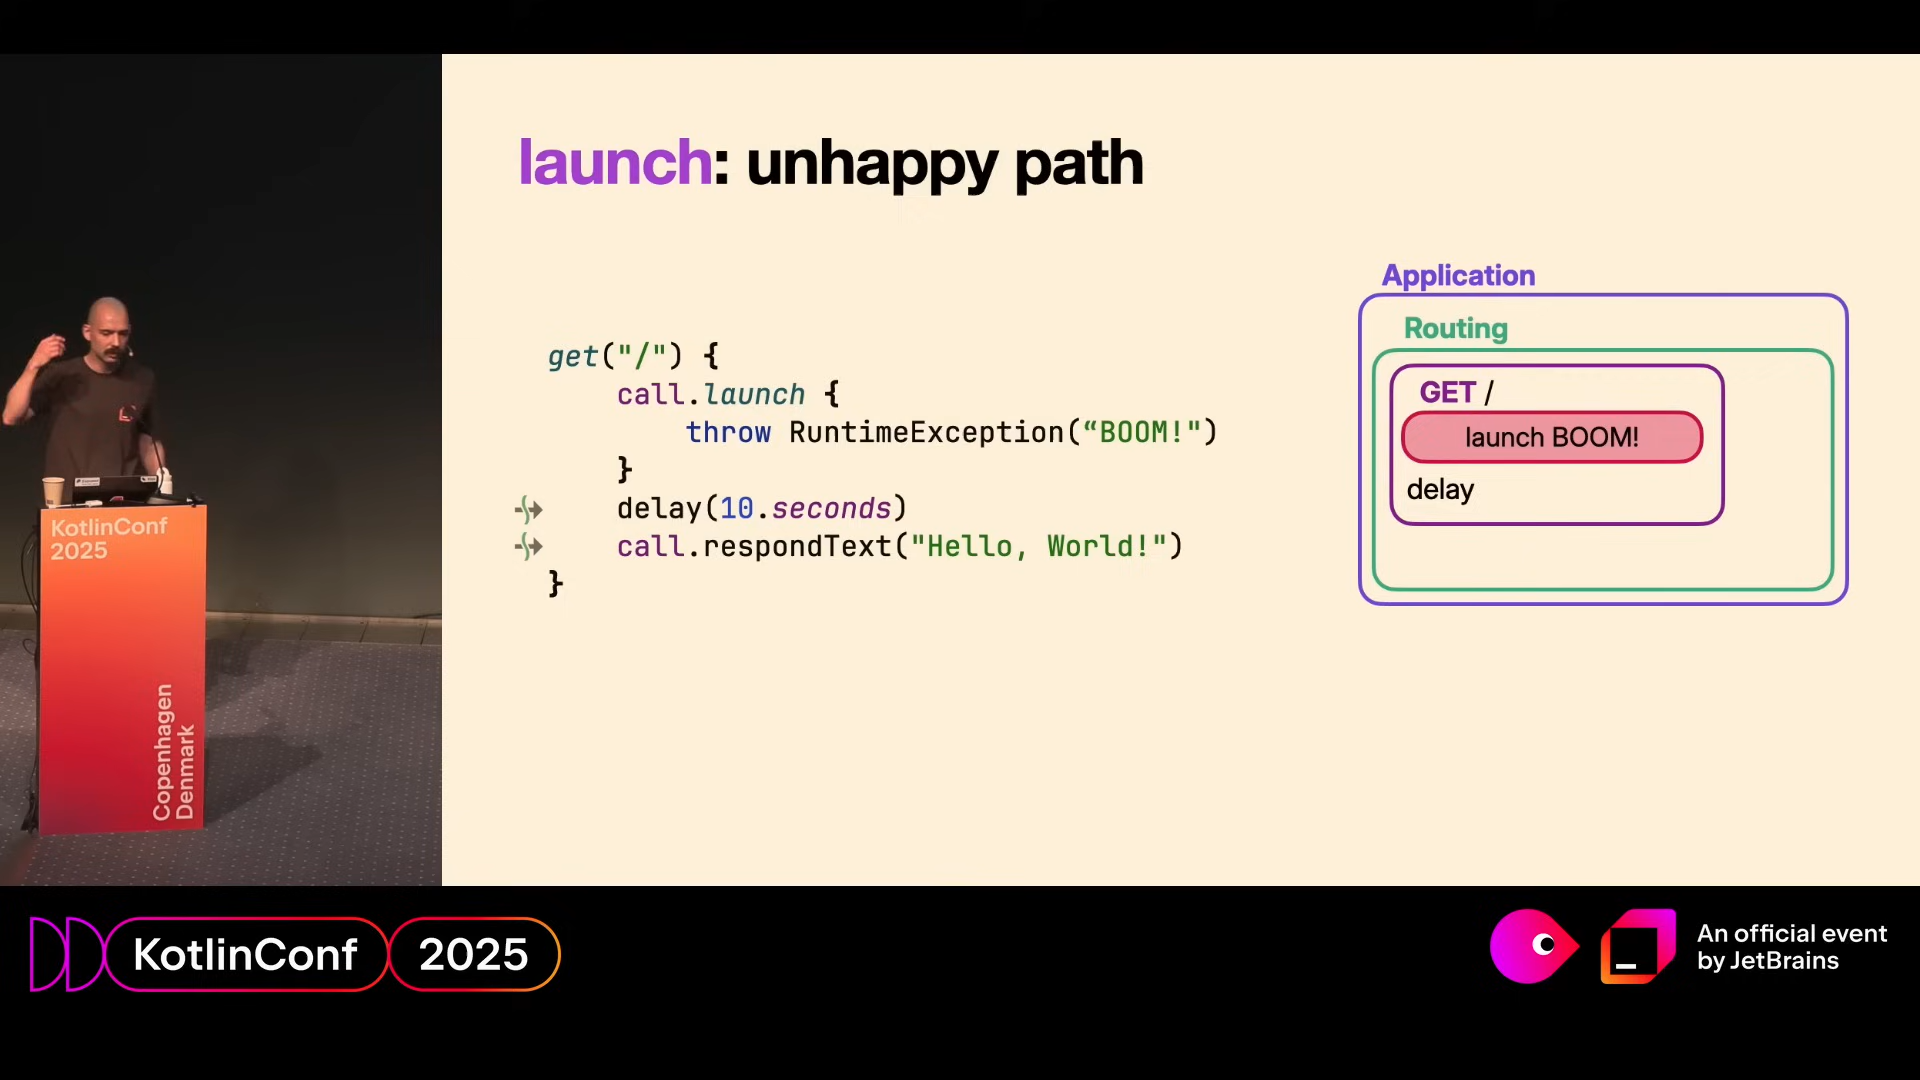 launch: unhappy path
get("/") {
call.launch {
throw RuntimeException(“BOOM!")
}
delay(10.seconds)
call.respondText("Hello, World!")
}
Application
Routing
GET /
launch BOOM!
delay
KotlinConf
2025
Copenhagen
Denmark
KotlinConf 2025
An official event
by JetBrains